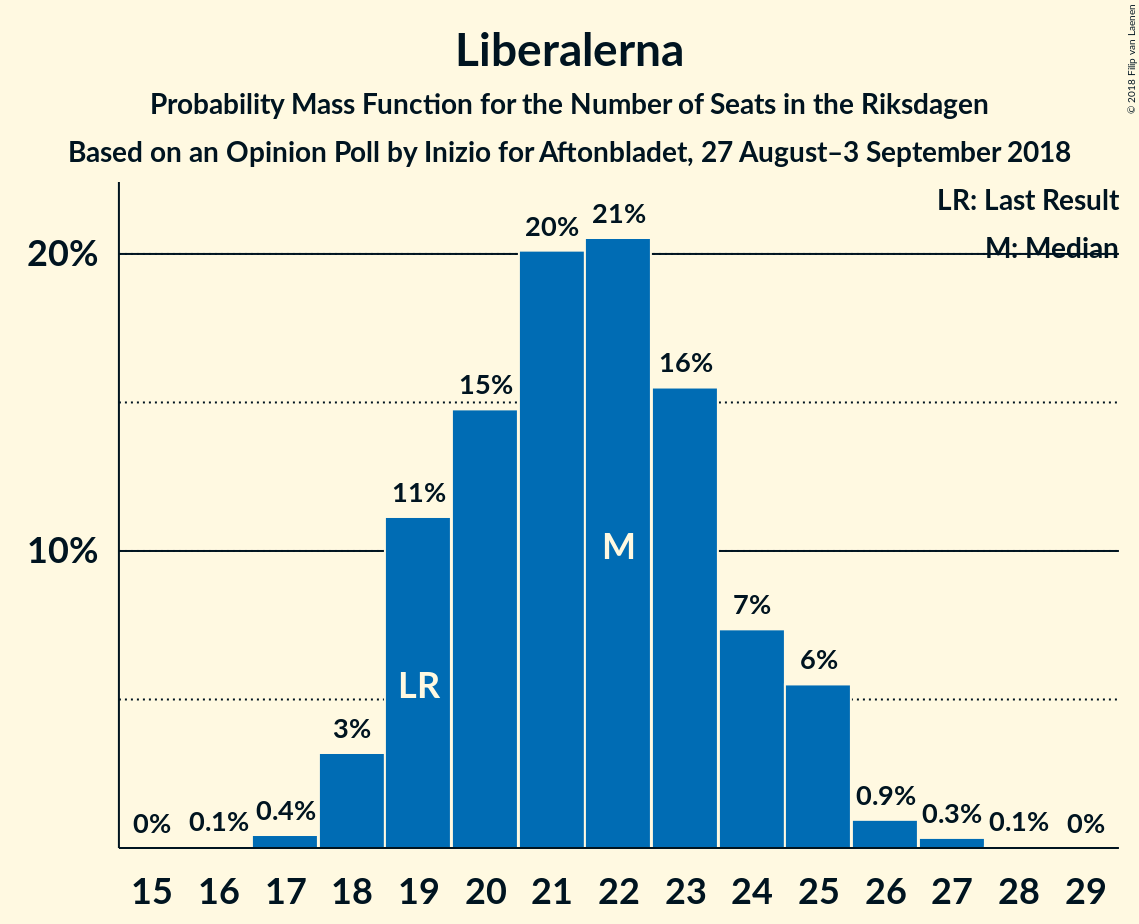 Liberalerna
Probability Mass Function for the Number of Seats in the Riksdagen
Based on an Opinion Poll by Inizio for Aftonbladet, 27 August–3 September 2018
© 2018 Filip van Laenen
LR: Last Result
M: Median
20%
10%
0%
0.1%
0.4%
3%
11%
15%
20%
21%
16%
7%
6%
0.9%
0.3%
0.1%
0%
LR
M
15 16 17 18 19 20 21 22 23 24 25 26 27 28 29